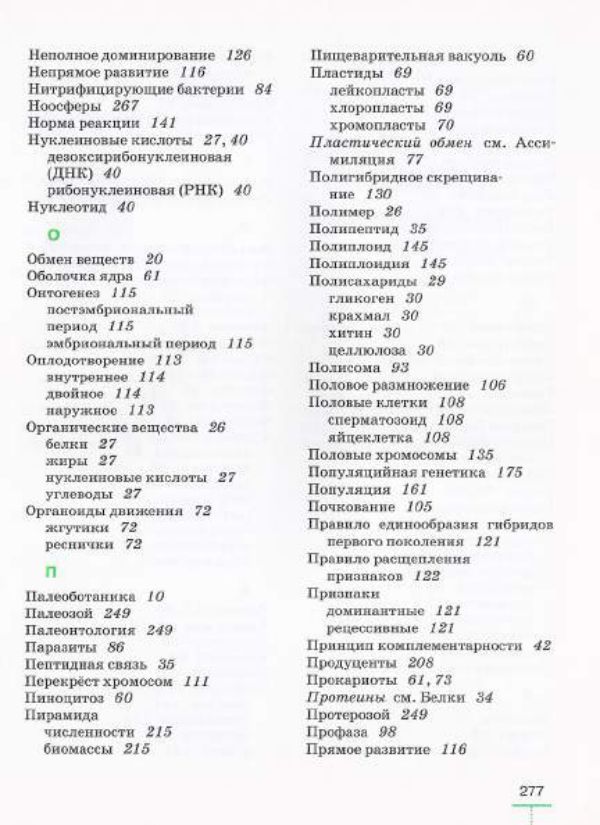 Неполное доминирование 126
Непрямое развитие 116
Нитрифицирующие бактерии 84
Ноосферы 267
Норма реакции 141
Нуклеиновые кислоты 27, 40
дезоксирибонуклеиновая
(ДНК) 40
рибонуклеиновая (РНК) 40
Нуклеотид 40
О
Обмен веществ 20
Оболочка ядра 61
Онтогенез 115
постэмбриональный
период 115
эмбриональный период 115
Оплодотворение 113
внутреннее 114
двойное 114
наружное 113
Органические вещества 26
белки 27
жиры 27
нуклеиновые кислоты 27
углеводы 27
Органоиды движения 72
жгутики 72
реснички 72
П
Палеоботаника 10
Палеозой 249
Палеонтология 249
Паразиты 86
Пептидная связь 35
Перекрёст хромосом 111
Пиноцитоз 60
Пирамида
численности 215
биомассы 215
Пищеварительная вакуоль 60
Пластиды 69
лейкопласты 69
хлоропласты 69
хромопласты 70
Пластический обмен см. Асси-
миляция 77
Полигибридное скрещива-
ние 130
Полимер 26
Полипептид 35
Полиплоид 145
Полиплоидия 145
Полисахариды 29
гликоген 30
крахмал 30
хитин 30
целлюлоза 30
Полисома 93
Половое размножение 106
Половые клетки 108
сперматозоид 108
яйцеклетка 108
Половые хромосомы 135
Популяцийная генетика 175
Популяция 161
Почкование 105
Правило единообразия гибридов
первого поколения 121
Правило расщепления
признаков 122
Признаки
доминантные 121
рецессивные 121
Принцип комплементарности 42
Продуценты 208
Прокариоты 61, 73
Протеины см. Белки 34
Протерозой 249
Профаза 98
Прямое развитие 116
277